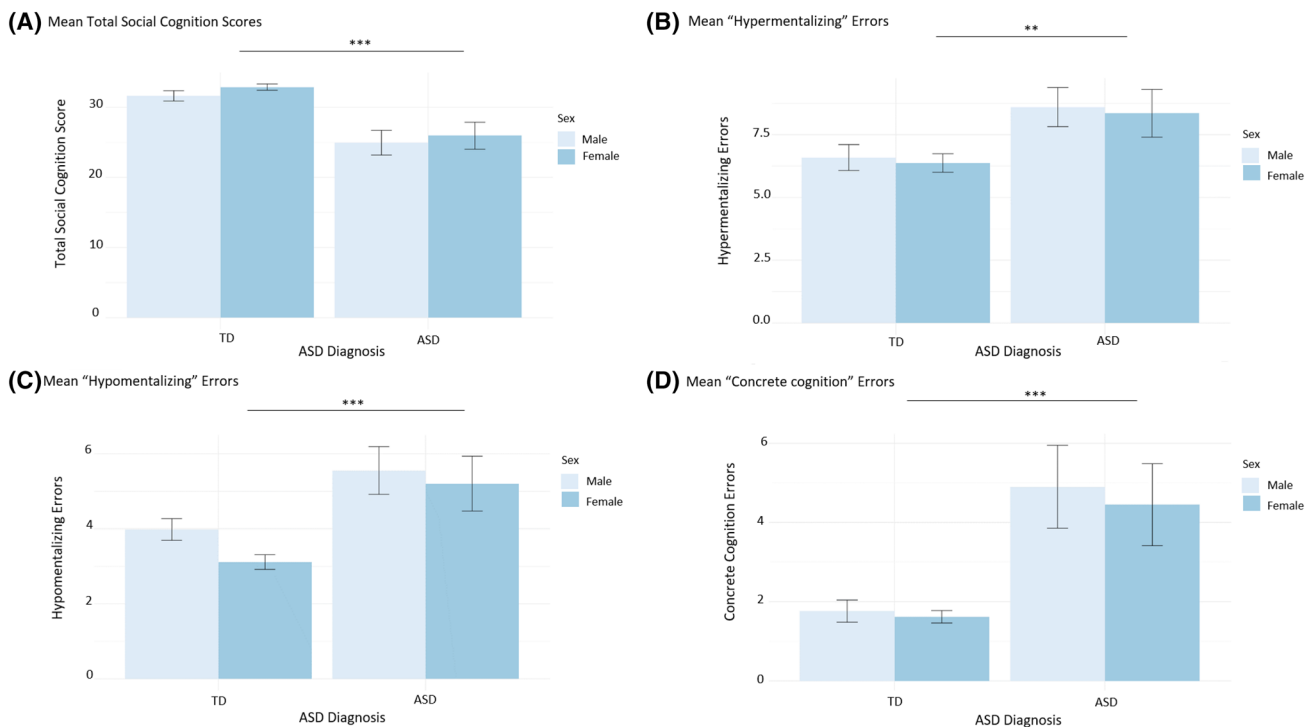 (A) Mean Total Social Cognition Scores
***
Total Social Cognition Score
30
20
10
0
TD
ASD
ASD Diagnosis
Sex
Male
Female
(B) Mean “Hypermentalizing” Errors
**
Hypermentalizing Errors
7.5
5.0
2.5
0.0
TD
ASD
ASD Diagnosis
Sex
Male
Female
(C) Mean “Hypomentalizing” Errors
***
Hypomentalizing Errors
6
4
2
0
TD
ASD
ASD Diagnosis
Sex
Male
Female
(D) Mean “Concrete cognition” Errors
***
Concrete Cognition Errors
6
4
2
0
TD
ASD
ASD Diagnosis
Sex
Male
Female